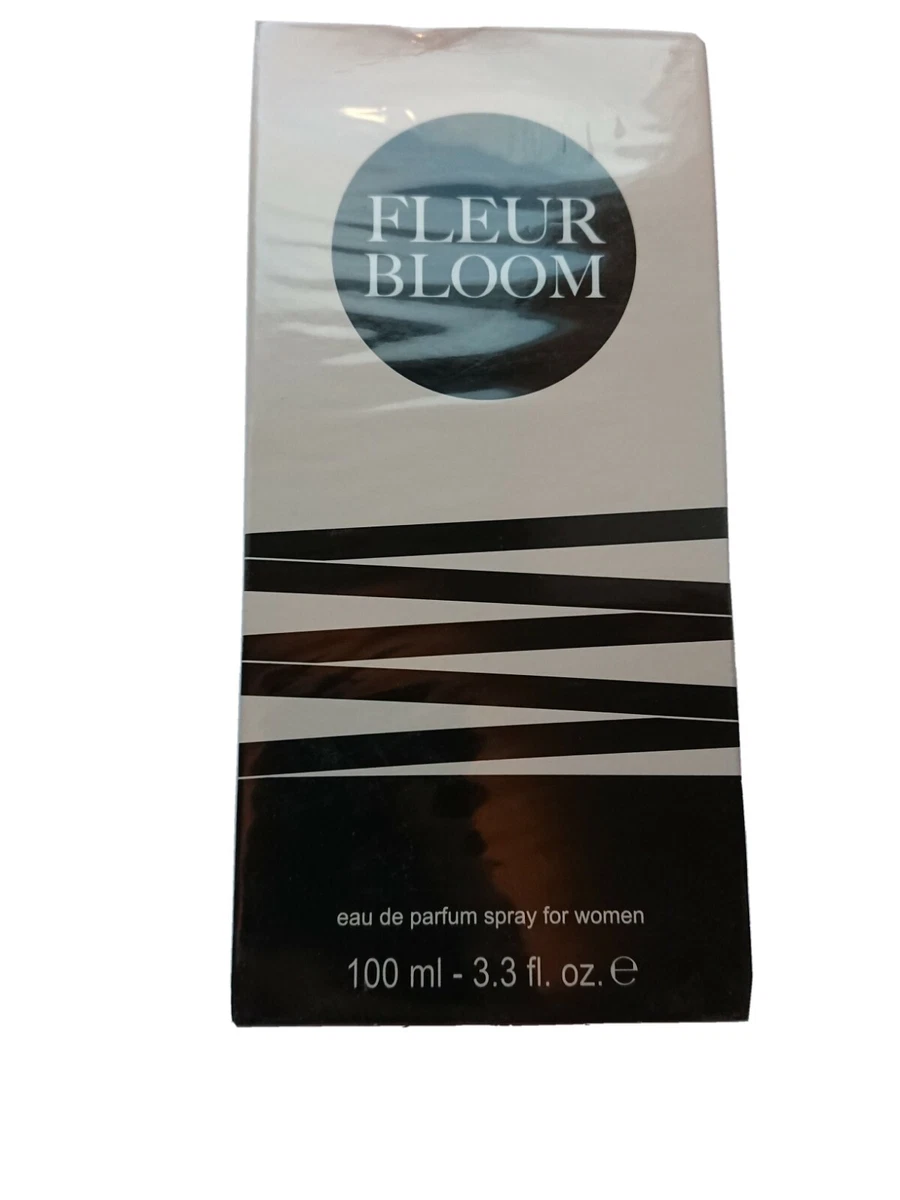 FLEUR
BLOOM
eau de parfum spray for women
100 ml - 3.3 fl. oz. ℮